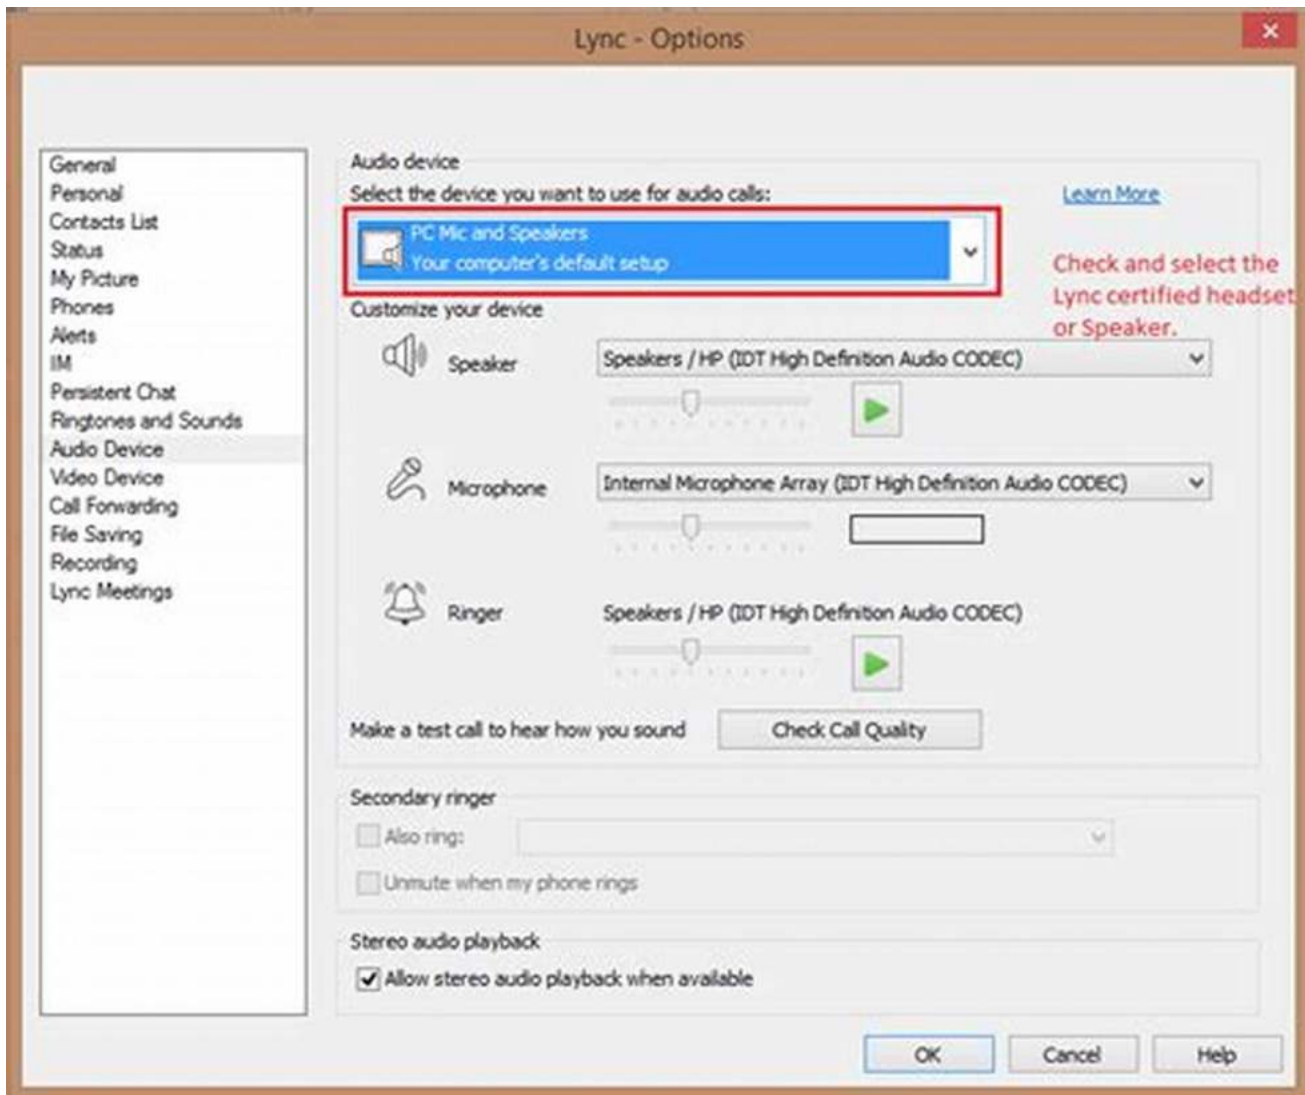 Lync - Options
General
Personal
Contacts List
Status
My Picture
Phones
Alerts
IM
Persistent Chat
Ringtones and Sounds
Audio Device
Video Device
Call Forwarding
File Saving
Recording
Lync Meetings
Audio device
Select the device you want to use for audio calls:
Learn More
PC Mic and Speakers
Your computer's default setup
Check and select the
Lync certified headset
or Speaker.
Customize your device
Speaker
Speakers / HP (IDT High Definition Audio CODEC)
Microphone
Internal Microphone Array (IDT High Definition Audio CODEC)
Ringer
Speakers / HP (IDT High Definition Audio CODEC)
Make a test call to hear how you sound
Check Call Quality
Secondary ringer
Also ring:
Unmute when my phone rings
Stereo audio playback
Allow stereo audio playback when available
OK
Cancel
Help